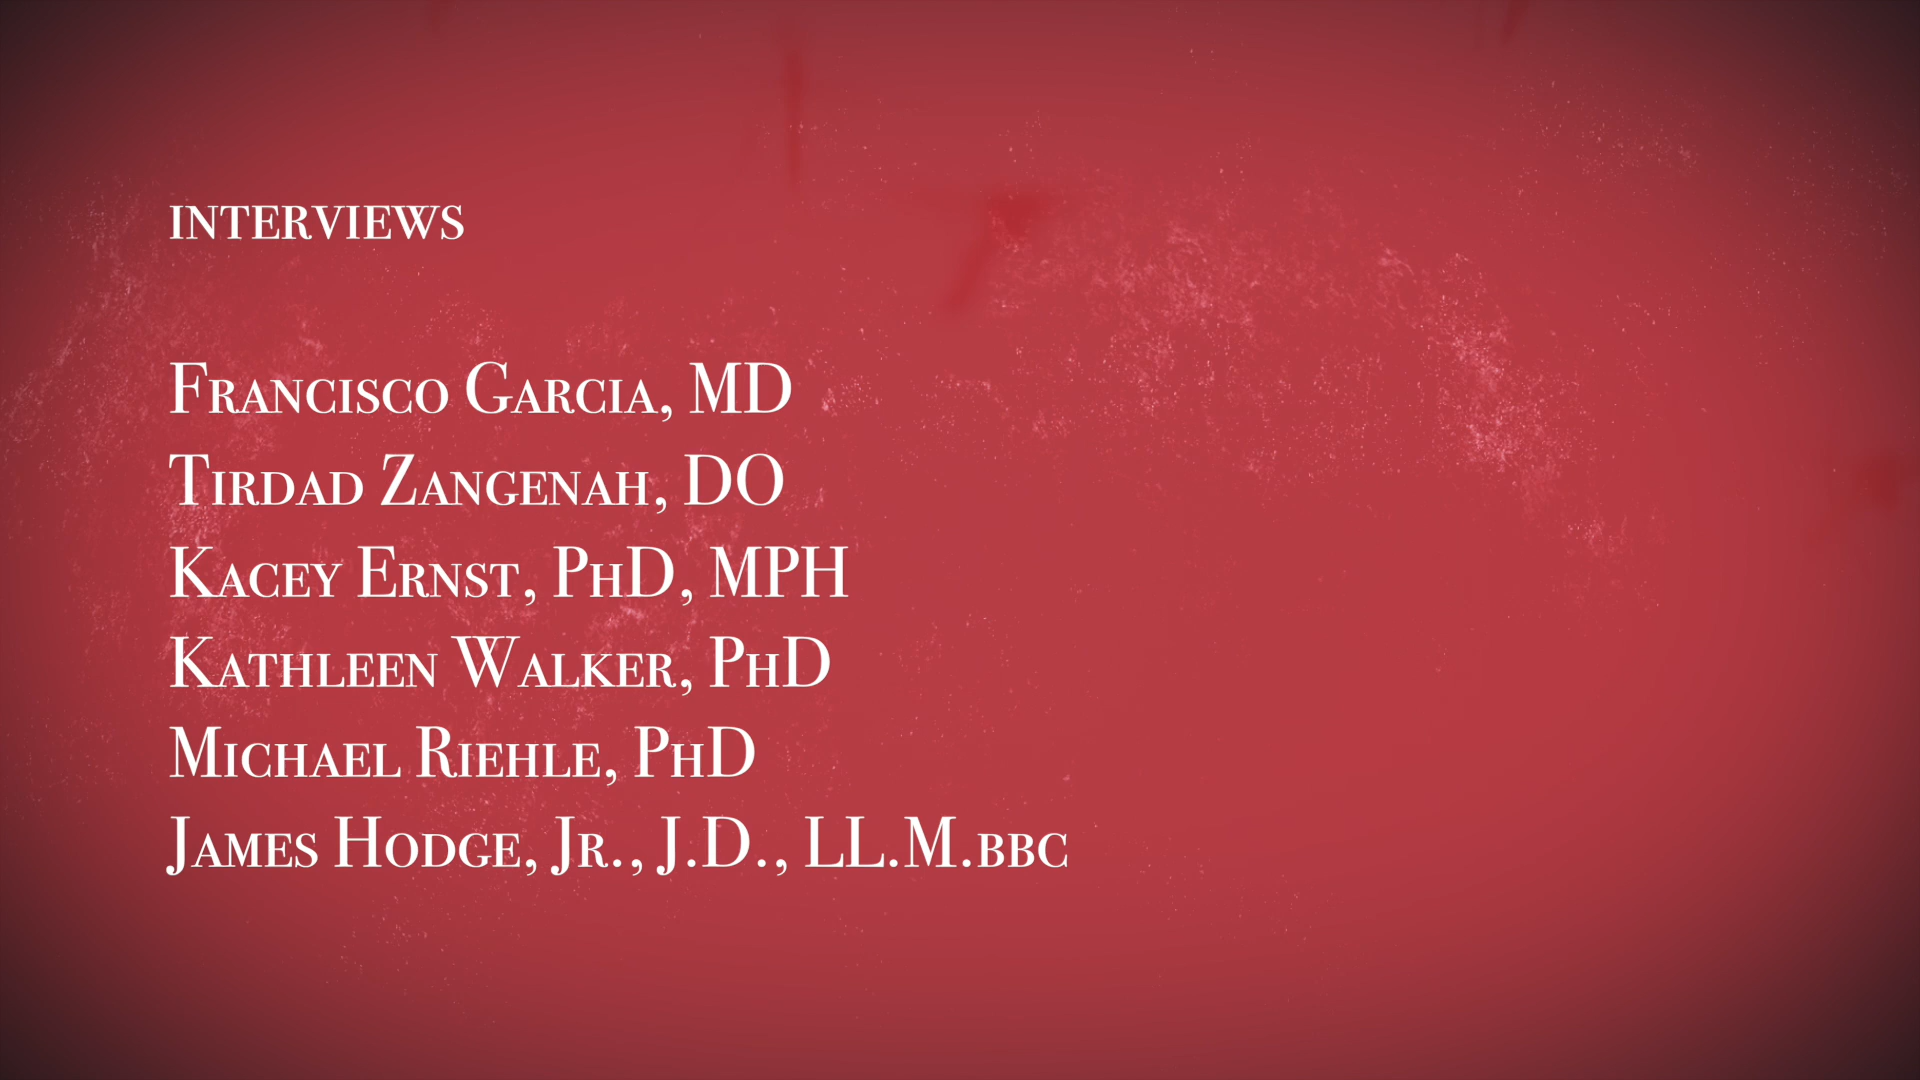 INTERVIEWS
Francisco Garcia, MD
Tirdad Zangenah, DO
Kacey Ernst, PhD, MPH
Kathleen Walker, PhD
Michael Riehle, PhD
James Hodge, Jr., J.D., LL.M.bbc